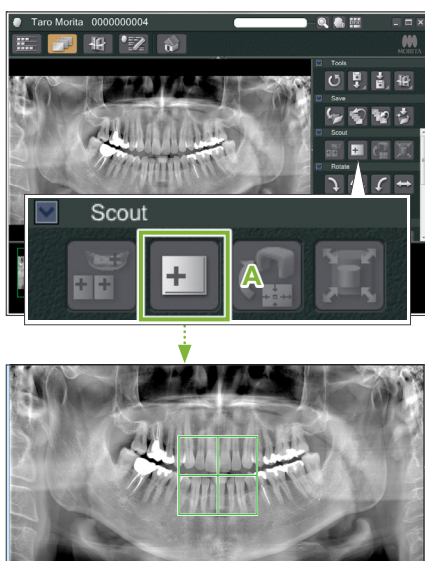 Taro Morita 0000000004
MORITA
Tools
Save
Scout
Rotate
Scout
A